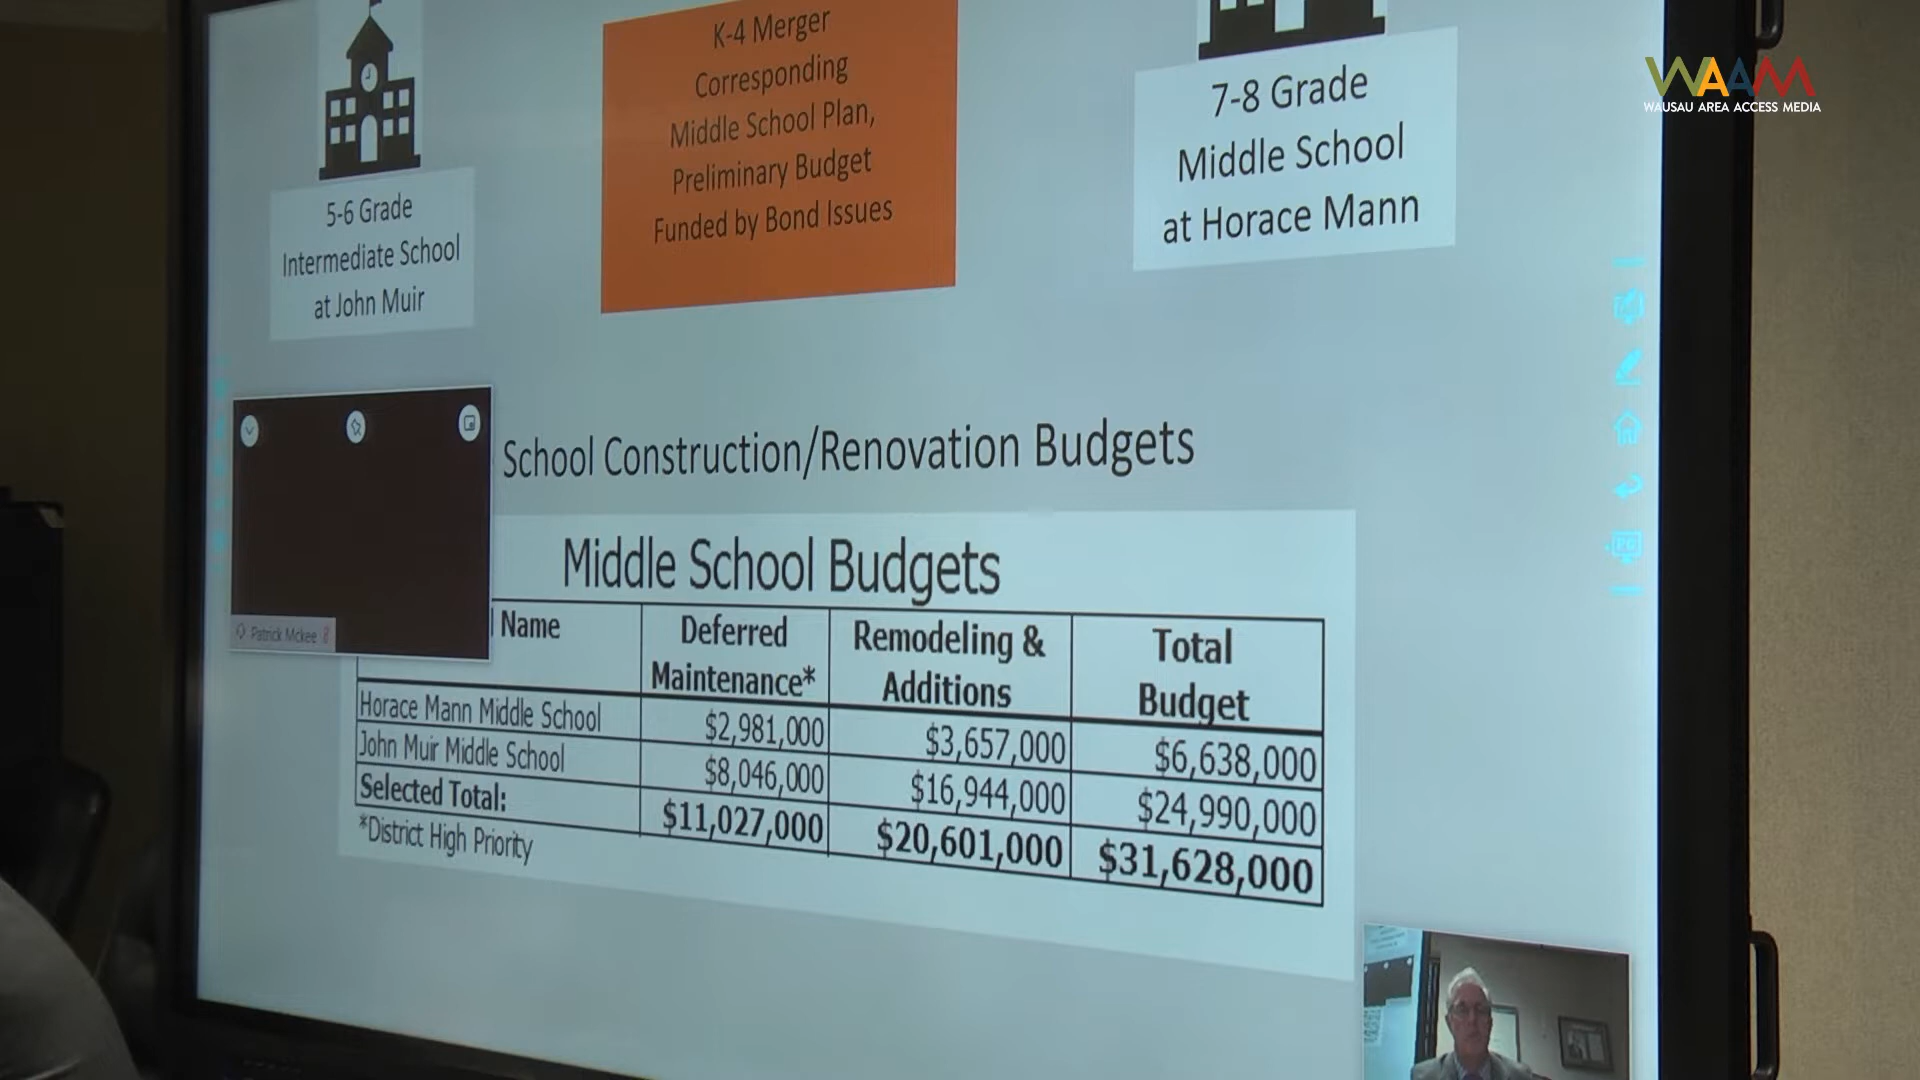 WAAM
WAUSAU AREA ACCESS MEDIA
5-6 Grade
Intermediate School
at John Muir
K-4 Merger
Corresponding
Middle School Plan,
Preliminary Budget
Funded by Bond Issues
7-8 Grade
Middle School
at Horace Mann
School Construction/Renovation Budgets
Patrick Mckee
Middle School Budgets
Name Deferred Maintenance* Remodeling & Additions Total Budget
Horace Mann Middle School $2,981,000 $3,657,000 $6,638,000
John Muir Middle School $8,046,000 $16,944,000 $24,990,000
Selected Total: $11,027,000 $20,601,000 $31,628,000
*District High Priority